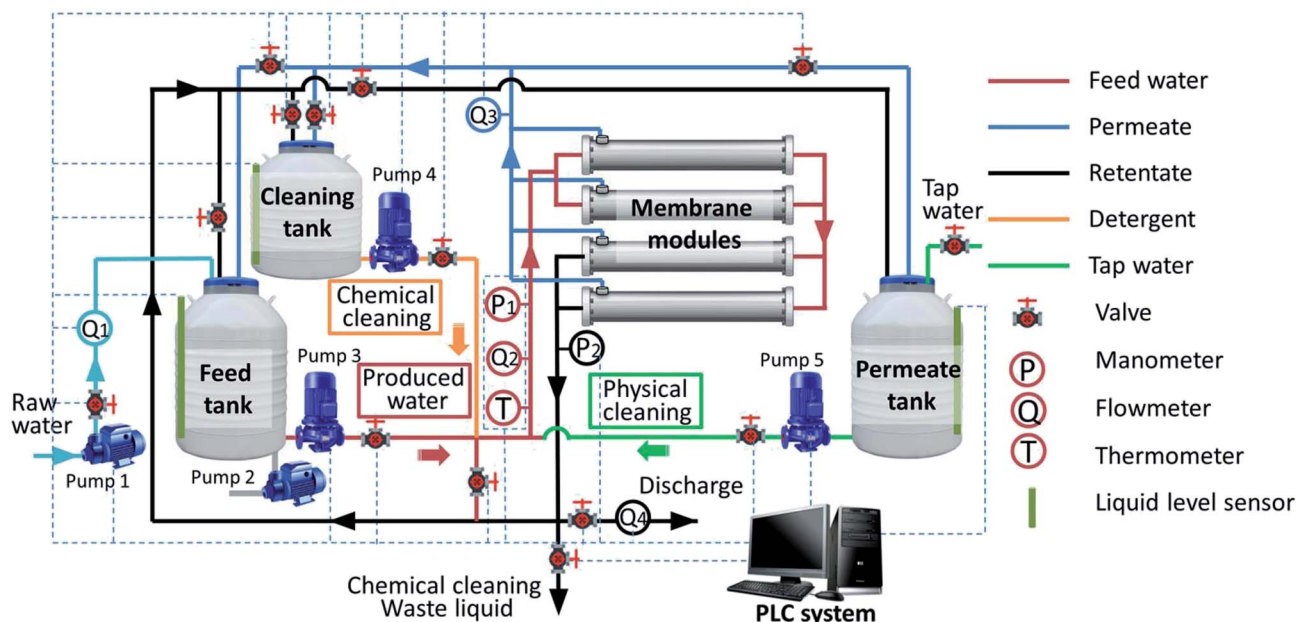 Feed water
Permeate
Retentate
Detergent
Tap water
Valve
P
Manometer
Q
Flowmeter
T
Thermometer
Liquid level sensor
Q3
Pump 4
Cleaning
tank
Membrane
modules
Tap
water
Chemical
cleaning
P1
Q1
Q2
P2
Pump 3
Pump 5
Feed
tank
Produced
water
T
Physical
cleaning
Permeate
tank
Raw
water
Pump 1
Pump 2
Discharge
Q4
Chemical cleaning
Waste liquid
PLC system